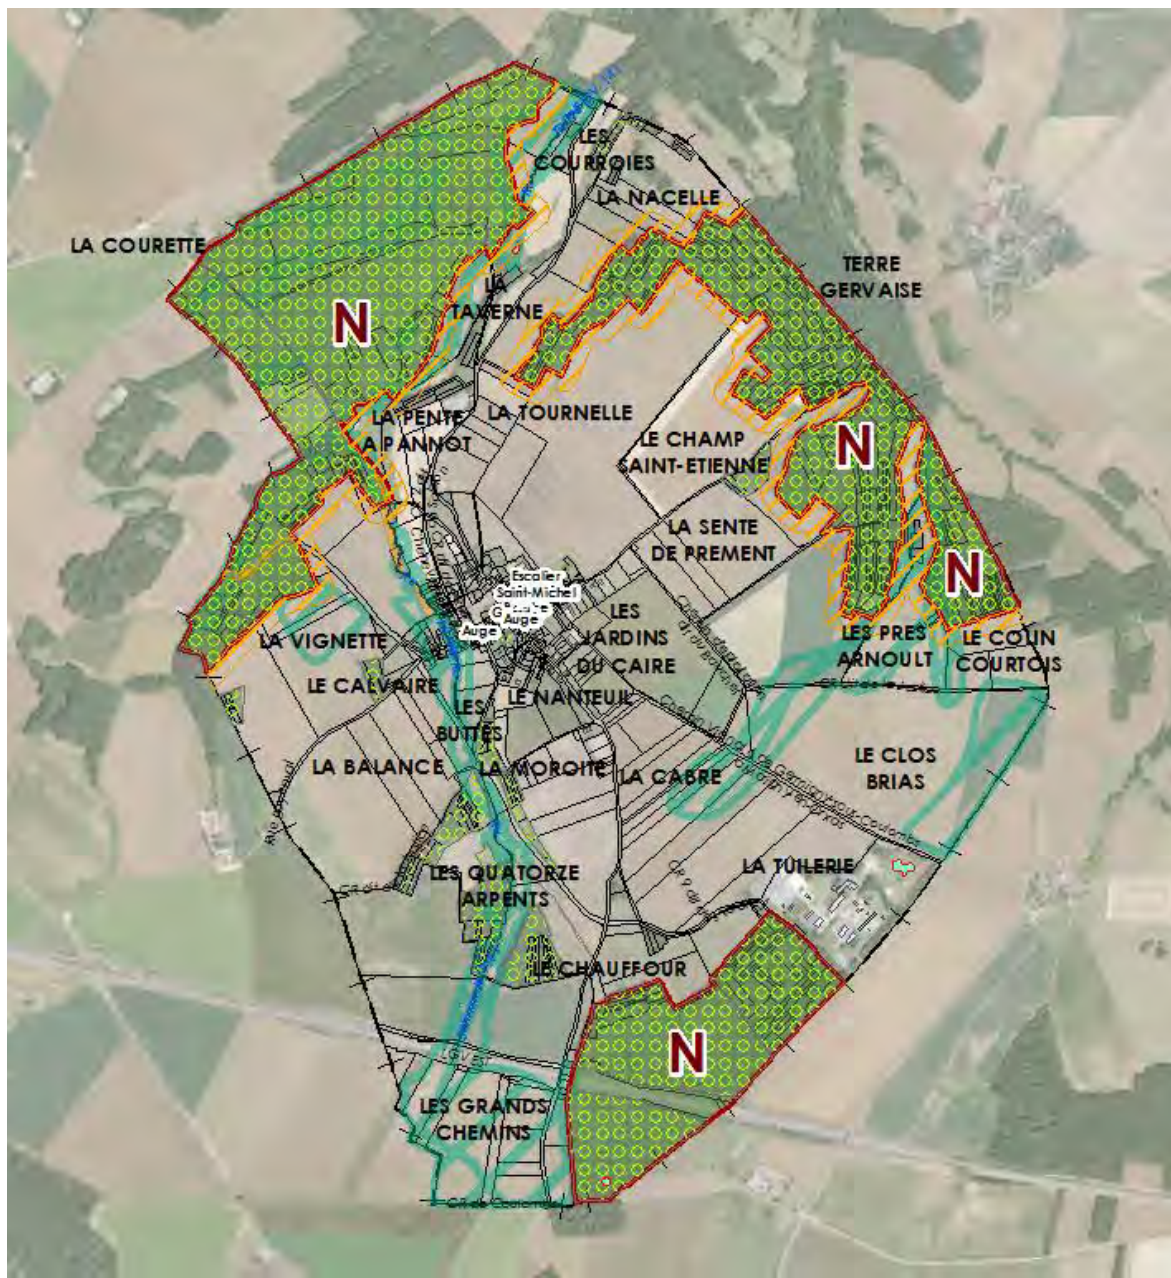 LES
COURROIES
LA NACELLE
LA COURETTE
TERRE
GERVAISE
LA
TAVERNE
N
LA PENTE
A PANNOT
LA TOURNELLE
LE CHAMP
SAINT-ETIENNE
N
LA SENTE
DE PREMENT
N
Escalier
Saint-Michel
Auge
Auge
LES
JARDINS
DU CAIRE
LA VIGNETTE
LES PRES
ARNOULT
LE COUN
COURTOIS
LE CALVAIRE
LE NANTEUIL
LES
BUTTES
LA BALANCE
LA MOROITE
LA CABRE
LE CLOS
BRIAS
LES QUATORZE
ARPENTS
LA TUILERIE
LE CHAUFFOUR
N
LGV Est
LES GRANDS
CHEMINS